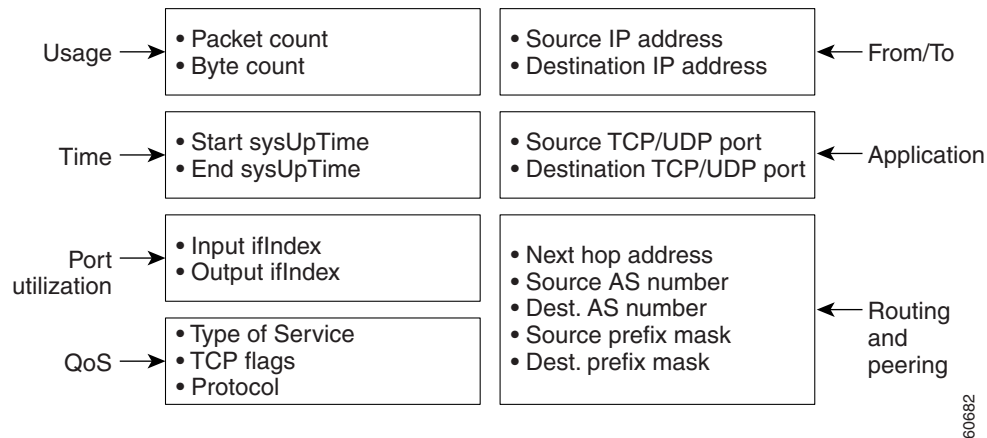 Usage
• Packet count
• Byte count
• Source IP address
• Destination IP address
From/To
Time
• Start sysUpTime
• End sysUpTime
• Source TCP/UDP port
• Destination TCP/UDP port
Application
Port
utilization
• Input ifIndex
• Output ifIndex
QoS
• Type of Service
• TCP flags
• Protocol
• Next hop address
• Source AS number
• Dest. AS number
• Source prefix mask
• Dest. prefix mask
Routing
and
peering
60682